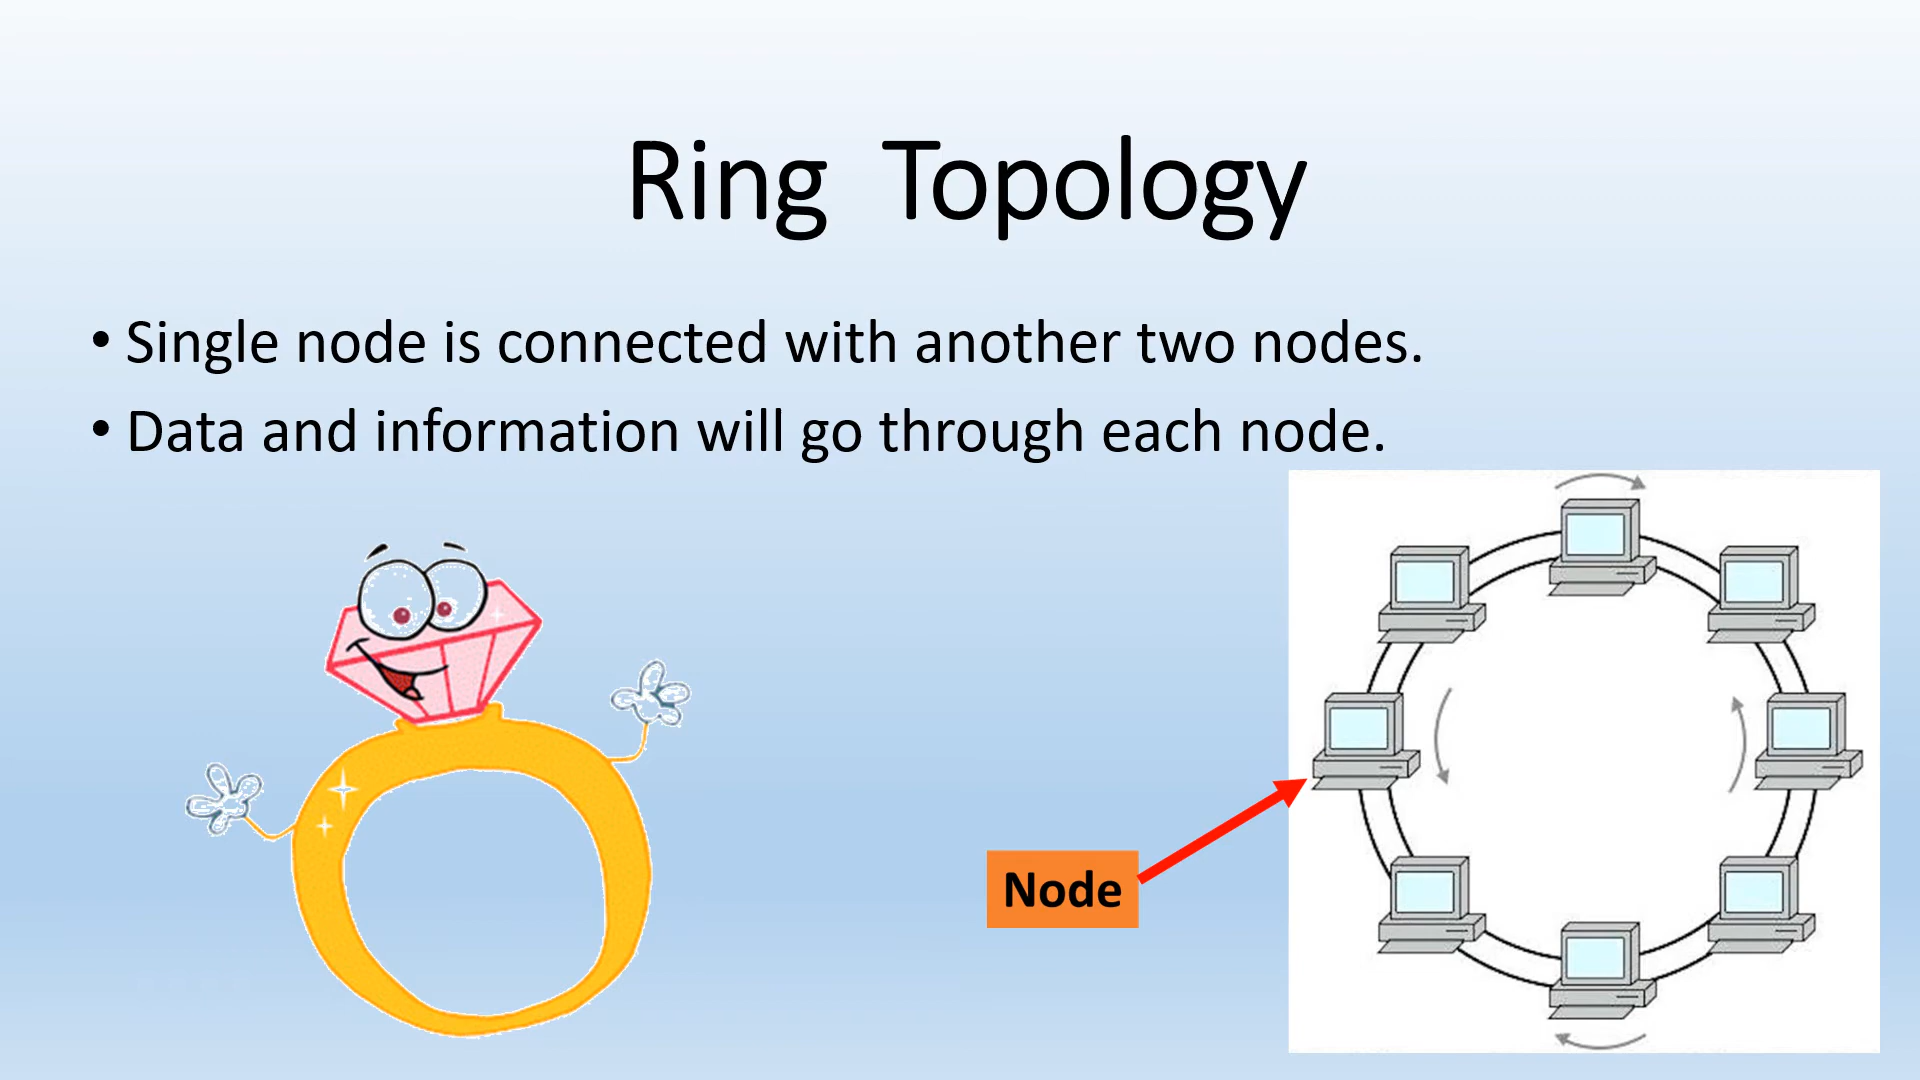 Ring Topology
• Single node is connected with another two nodes.
• Data and information will go through each node.
Node